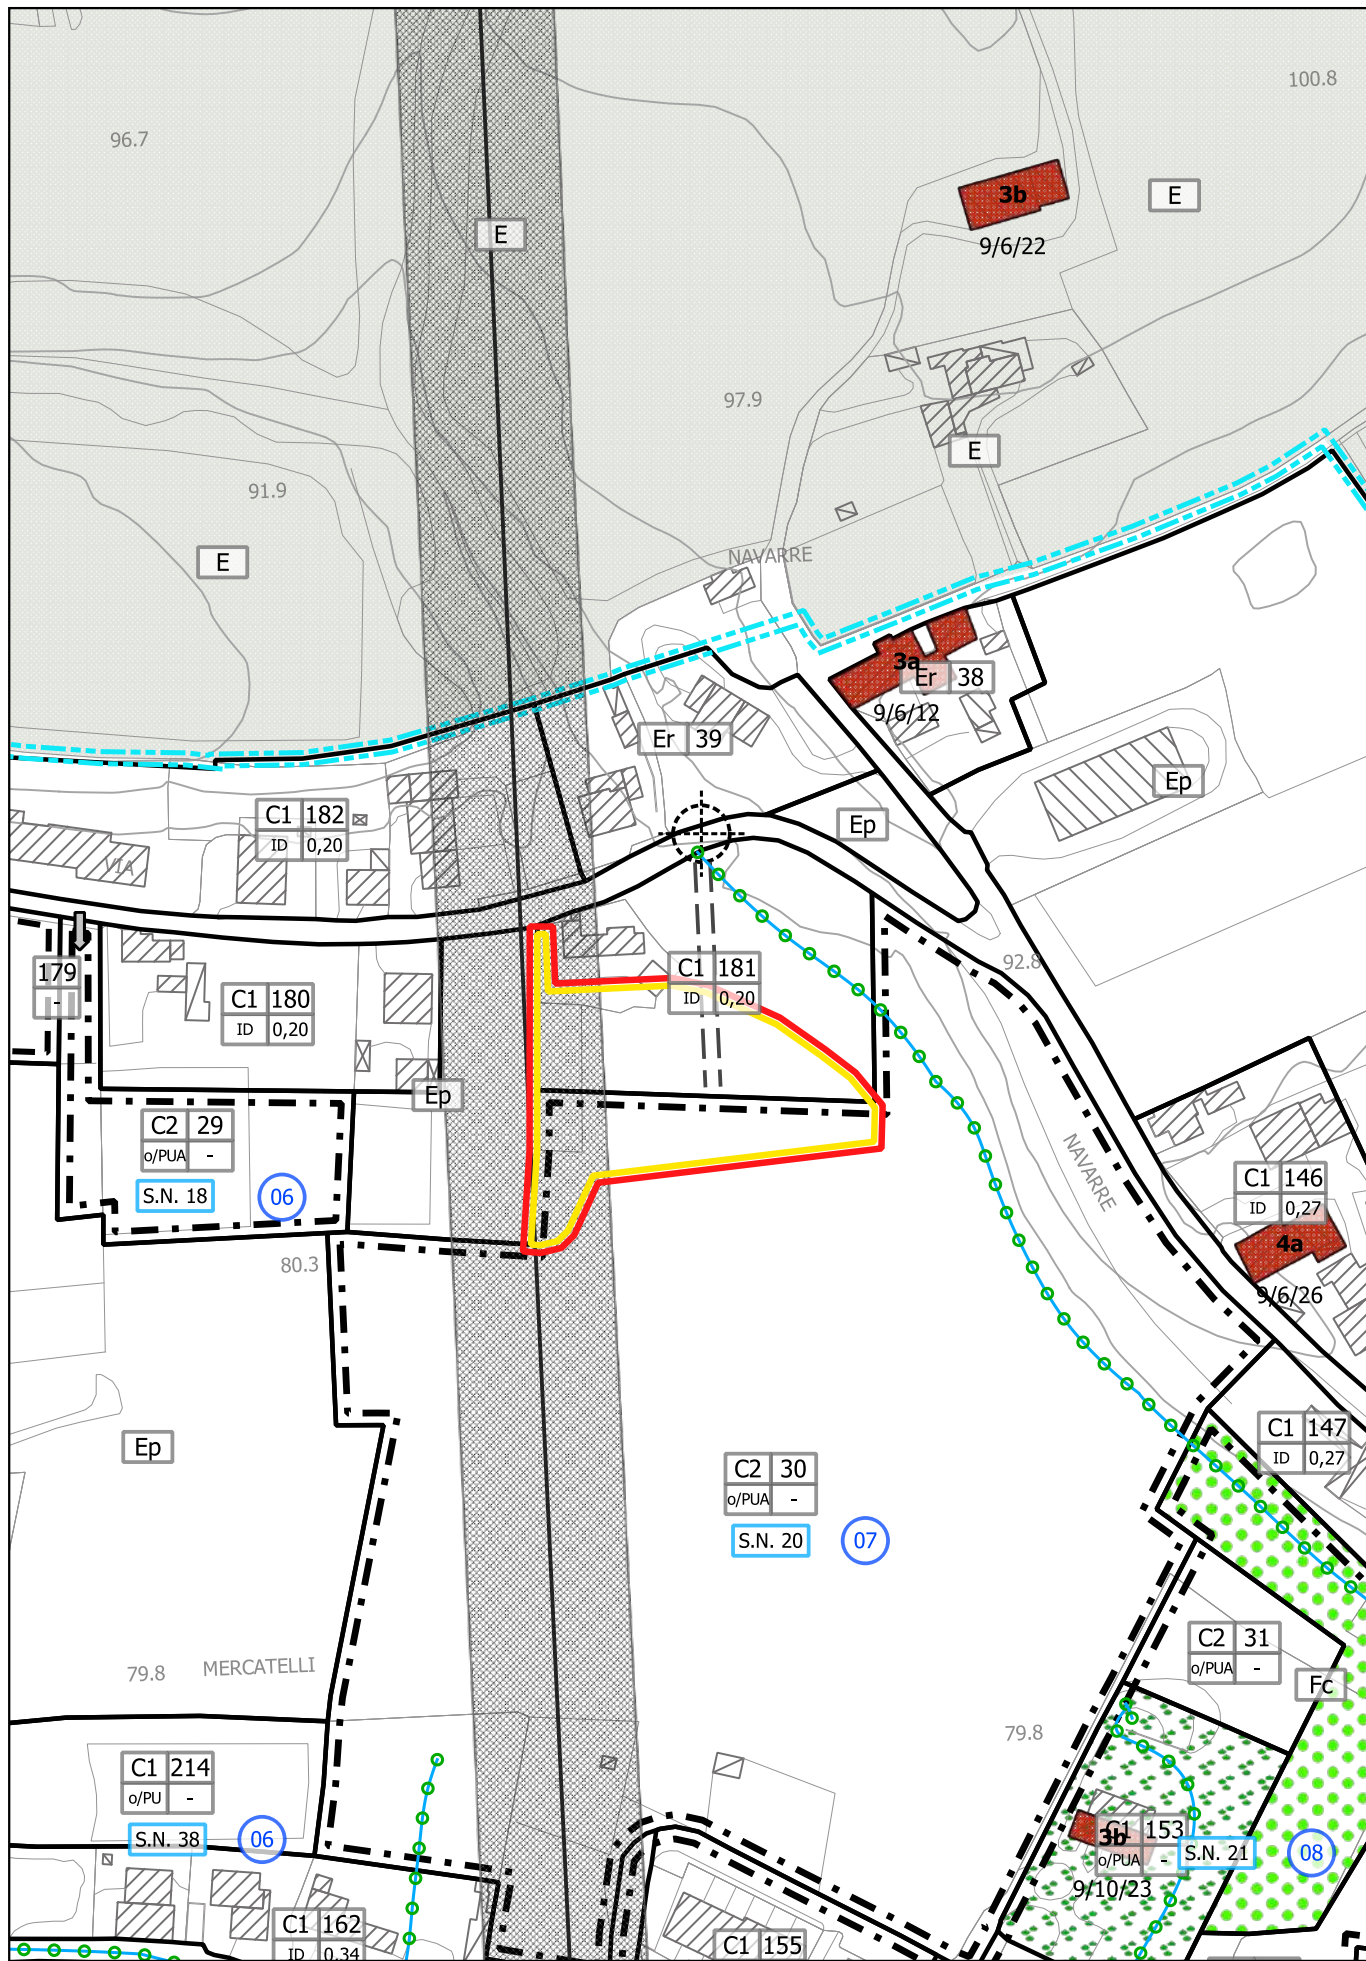 100.8
96.7
3b
E
E
9/6/22
97.9
E
91.9
E
NAVARRE
3a
Er 38
9/6/12
Er 39
Ep
C1 182
Ep
ID 0,20
VIA
92.8
179
-
C1 181
ID 0,20
C1 180
ID 0,20
Ep
C2 29
o/PUA -
S.N. 18
06
NAVARRE
C1 146
ID 0,27
4a
80.3
9/6/26
C1 147
ID 0,27
Ep
C2 30
o/PUA -
S.N. 20
07
C2 31
o/PUA -
79.8
MERCATELLI
Fc
79.8
C1 214
o/PU -
S.N. 38
06
3b
C1 153
o/PUA -
S.N. 21
08
9/10/23
C1 162
ID 0,34
C1 155